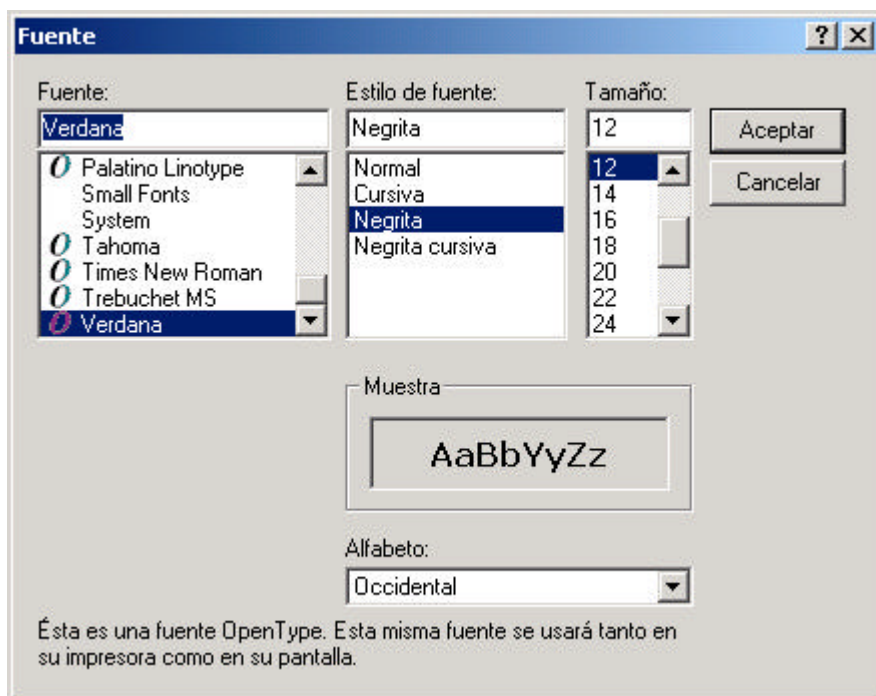 Fuente
Fuente:
Verdana
Palatino Linotype
Small Fonts
System
Tahoma
Times New Roman
Trebuchet MS
Verdana
Estilo de fuente:
Negrita
Normal
Cursiva
Negrita
Negrita cursiva
Tamaño:
12
12
14
16
18
20
22
24
Aceptar
Cancelar
Muestra
AaBbYyZz
Alfabeto:
Occidental
Ésta es una fuente OpenType. Esta misma fuente se usará tanto en
su impresora como en su pantalla.